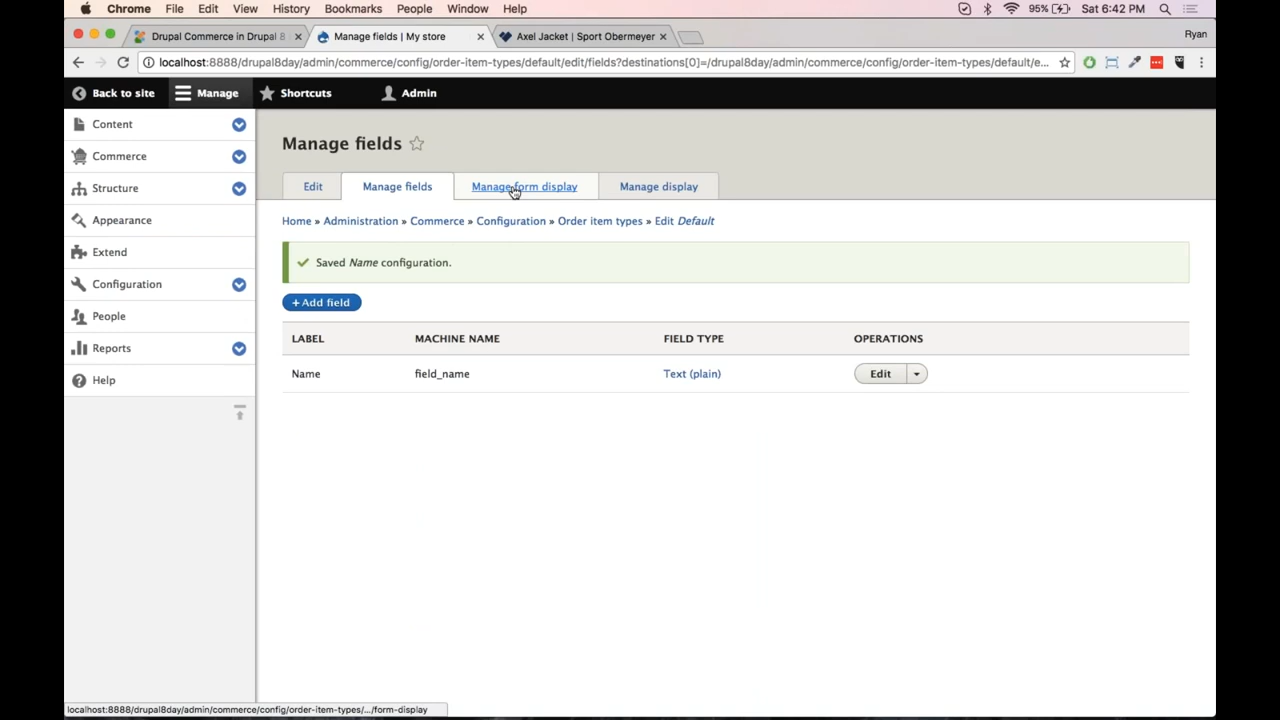 Chrome File Edit View History Bookmarks People Window Help 95% Sat 6:42 PM
Drupal Commerce in Drupal 8 Manage fields | My store Axel Jacket | Sport Obermeyer Ryan
localhost:8888/drupal8day/admin/commerce/config/order-item-types/default/edit/fields?destinations[0]=/drupal8day/admin/commerce/config/order-item-types/default/e...
Back to site Manage Shortcuts Admin
Content
Commerce
Structure
Appearance
Extend
Configuration
People
Reports
Help
Manage fields
Edit Manage fields Manage form display Manage display
Home » Administration » Commerce » Configuration » Order item types » Edit Default
Saved Name configuration.
+ Add field
LABEL MACHINE NAME FIELD TYPE OPERATIONS
Name field_name Text (plain) Edit
localhost:8888/drupal8day/admin/commerce/config/order-item-types/.../form-display